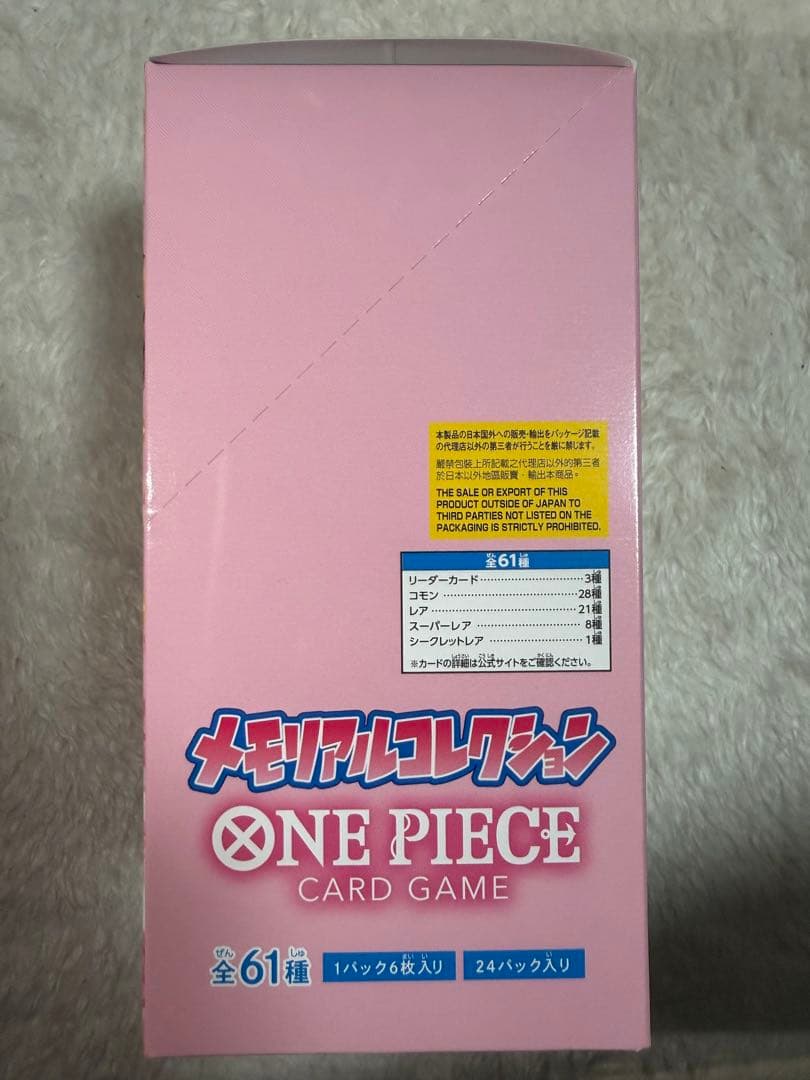 本製品の日本国外への販売・輸出をパッケージ記載
の代理店以外の第三者が行うことを厳に禁じます。
嚴禁包裝上所記載之代理店以外的第三者
於日本以外地區販賣・輸出本商品。
THE SALE OR EXPORT OF THIS
PRODUCT OUTSIDE OF JAPAN TO
THIRD PARTIES NOT LISTED ON THE
PACKAGING IS STRICTLY PROHIBITED.
全61種
リーダーカード 3種
コモン 28種
レア 21種
スーパーレア 8種
シークレットレア 1種
※カードの詳細は公式サイトをご確認ください。
メモリアルコレクション
ONE PIECE
CARD GAME
全61種 1パック6枚入り 24パック入り